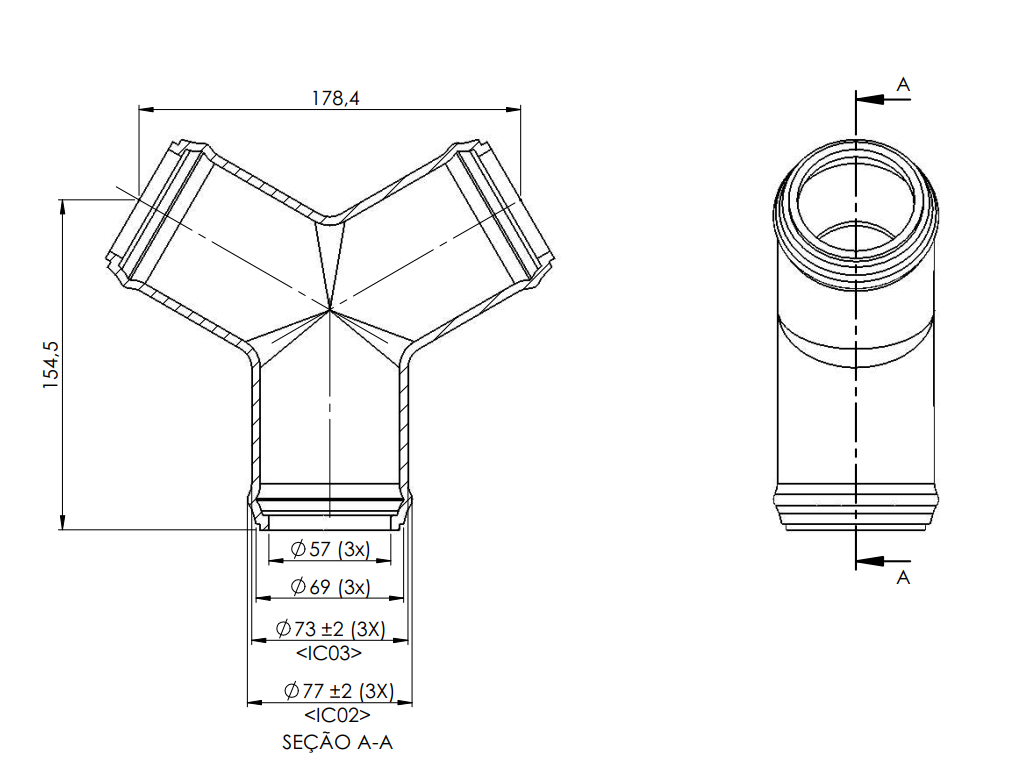 A
178,4
154,5
Ø57 (3x)
Ø69 (3x)
Ø73 ±2 (3X)
<IC03>
Ø77 ±2 (3X)
<IC02>
SEÇÃO A-A
A